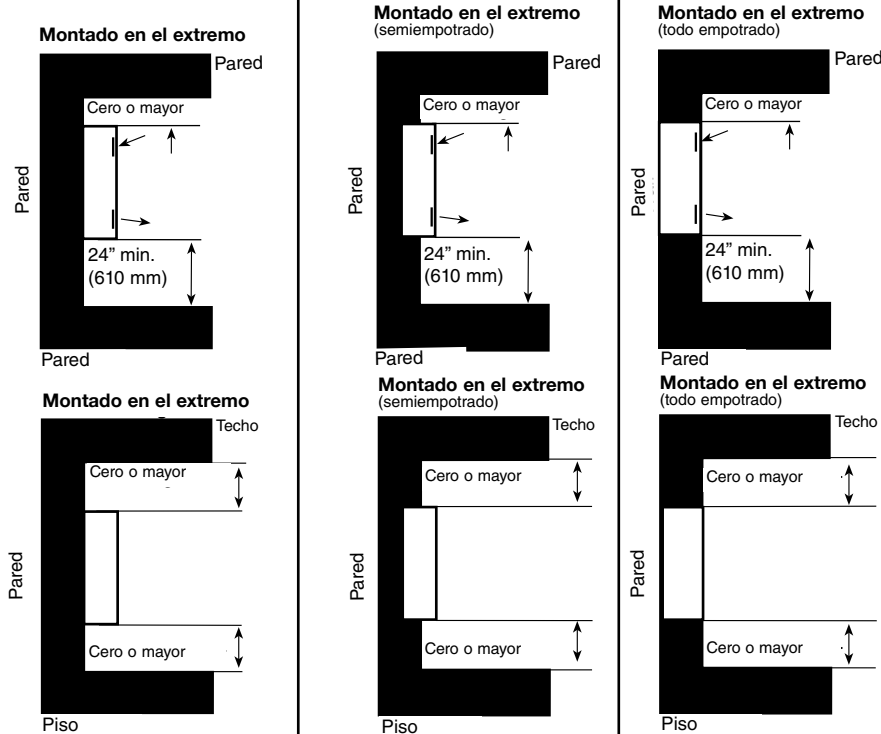 Montado en el extremo
Pared
Cero o mayor
Pared
24” min.
(610 mm)
Pared
Montado en el extremo
(semiempotrado)
Pared
Cero o mayor
Pared
24” min.
(610 mm)
Pared
Montado en el extremo
(todo empotrado)
Pared
Cero o mayor
Pared
24” min.
(610 mm)
Pared
Montado en el extremo
Techo
Cero o mayor
Pared
Cero o mayor
Piso
Montado en el extremo
(semiempotrado)
Techo
Cero o mayor
Pared
Cero o mayor
Piso
Montado en el extremo
(todo empotrado)
Techo
Cero o mayor
Pared
Cero o mayor
Piso